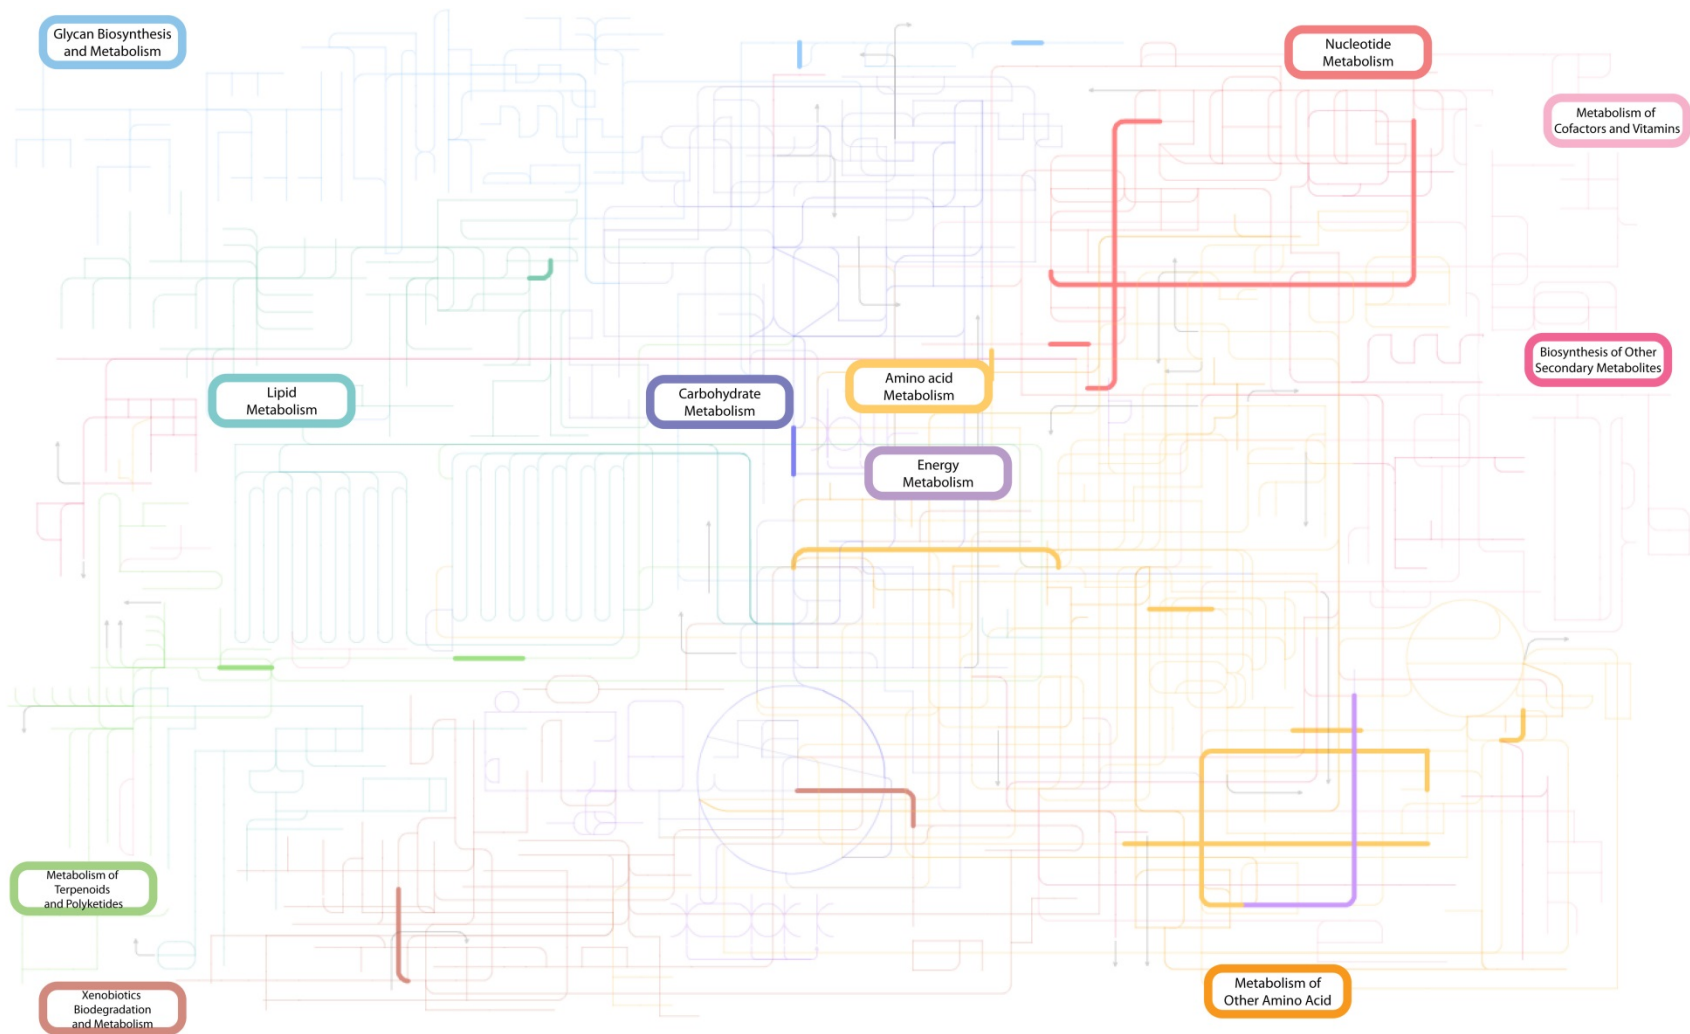 Glycan Biosynthesis
and Metabolism
Nucleotide
Metabolism
Metabolism of
Cofactors and Vitamins
Biosynthesis of Other
Secondary Metabolites
Lipid
Metabolism
Carbohydrate
Metabolism
Amino acid
Metabolism
Energy
Metabolism
Metabolism of
Terpenoids
and Polyketides
Xenobiotics
Biodegradation
and Metabolism
Metabolism of
Other Amino Acid